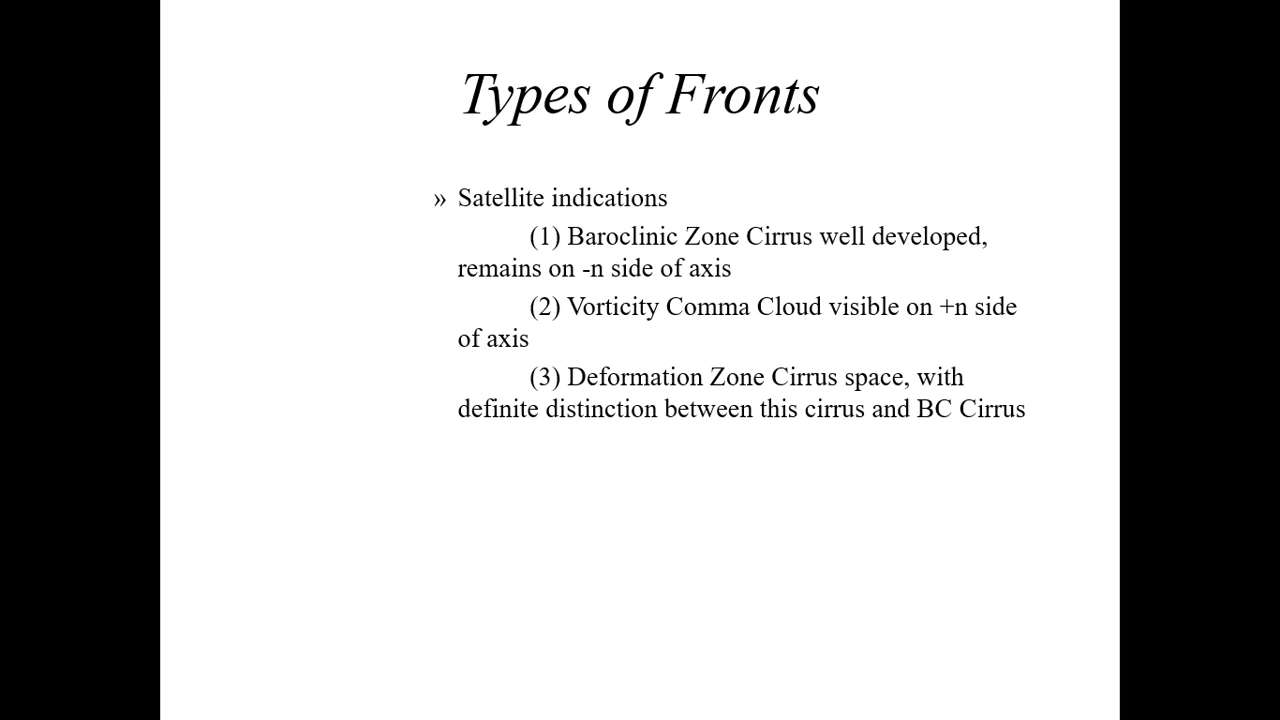 Types of Fronts
» Satellite indications
(1) Baroclinic Zone Cirrus well developed,
remains on -n side of axis
(2) Vorticity Comma Cloud visible on +n side
of axis
(3) Deformation Zone Cirrus space, with
definite distinction between this cirrus and BC Cirrus